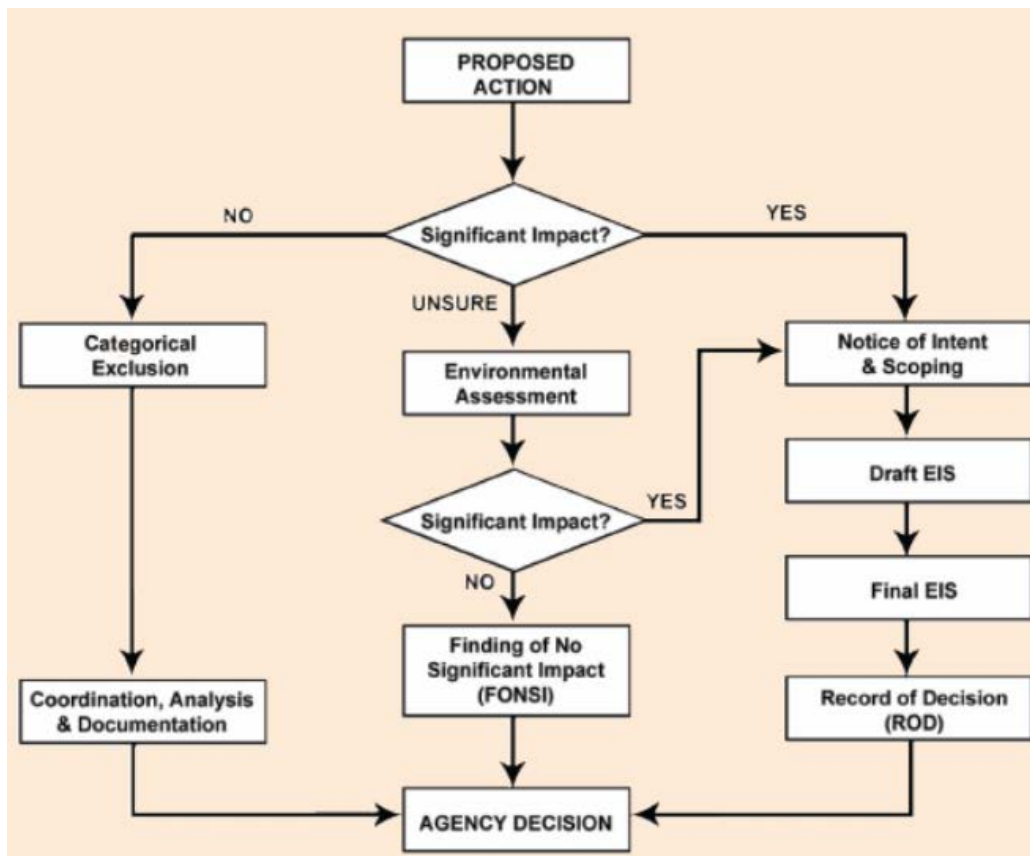 PROPOSED
ACTION
NO
Significant Impact?
YES
UNSURE
Categorical
Exclusion
Environmental
Assessment
Notice of Intent
& Scoping
Draft EIS
Significant Impact?
YES
NO
Final EIS
Finding of No
Significant Impact
(FONSI)
Coordination, Analysis
& Documentation
Record of Decision
(ROD)
AGENCY DECISION